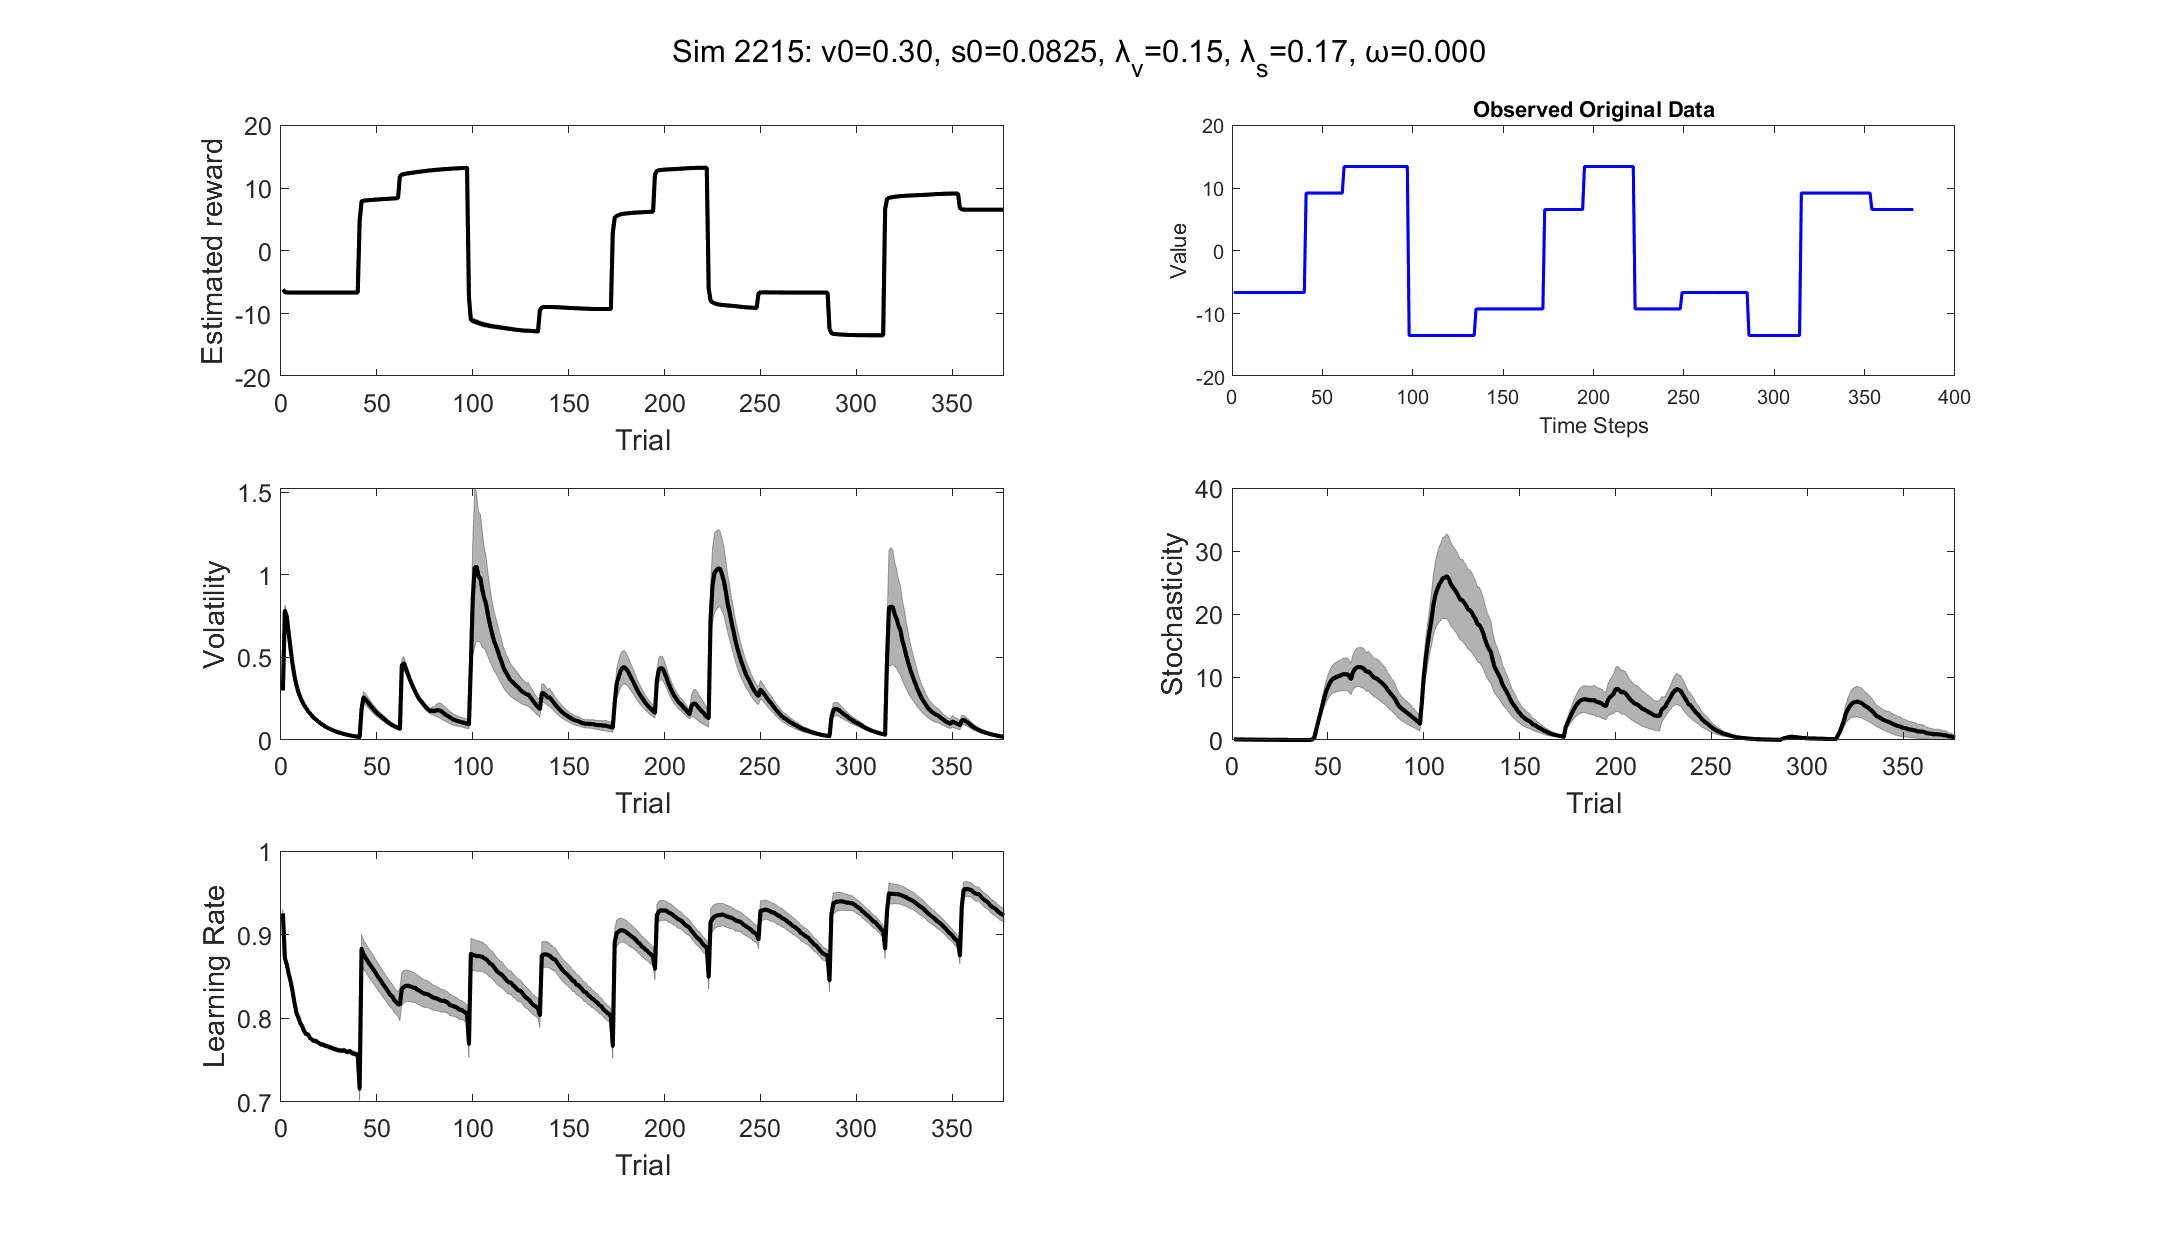 Sim 2215: v0=0.30, s0=0.0825, λv=0.15, λs=0.17, ω=0.000
20
10
0
-10
-20
Estimated reward
0 50 100 150 200 250 300 350
Trial
Observed Original Data
20
10
0
-10
-20
Value
0 50 100 150 200 250 300 350 400
Time Steps
1.5
1
0.5
0
Volatility
0 50 100 150 200 250 300 350
Trial
40
30
20
10
0
Stochasticity
0 50 100 150 200 250 300 350
Trial
1
0.9
0.8
0.7
Learning Rate
0 50 100 150 200 250 300 350
Trial